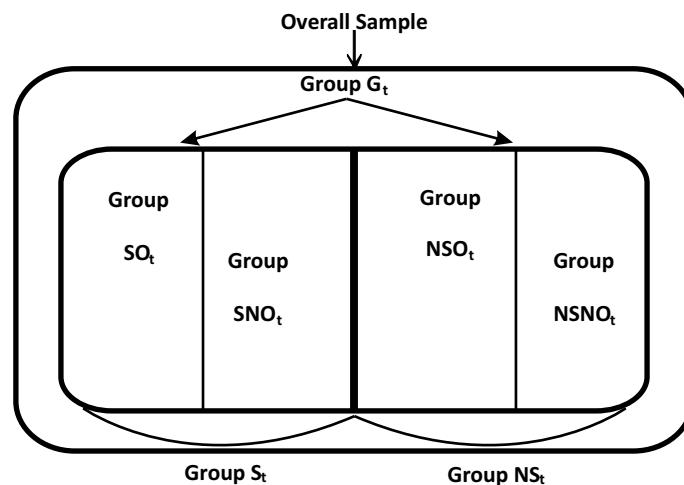 Overall Sample
Group Gₜ
Group
SOₜ
Group
SNOₜ
Group
NSOₜ
Group
NSNOₜ
Group Sₜ
Group NSₜ